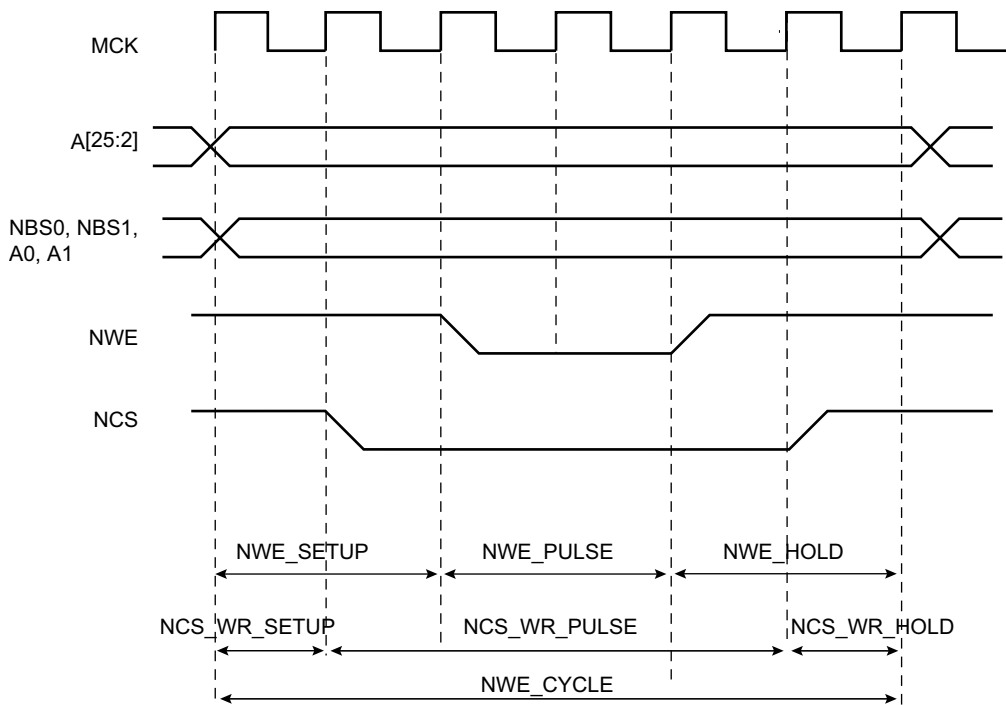 MCK
A[25:2]
NBS0, NBS1,
A0, A1
NWE
NCS
NWE_SETUP
NWE_PULSE
NWE_HOLD
NCS_WR_SETUP
NCS_WR_PULSE
NCS_WR_HOLD
NWE_CYCLE